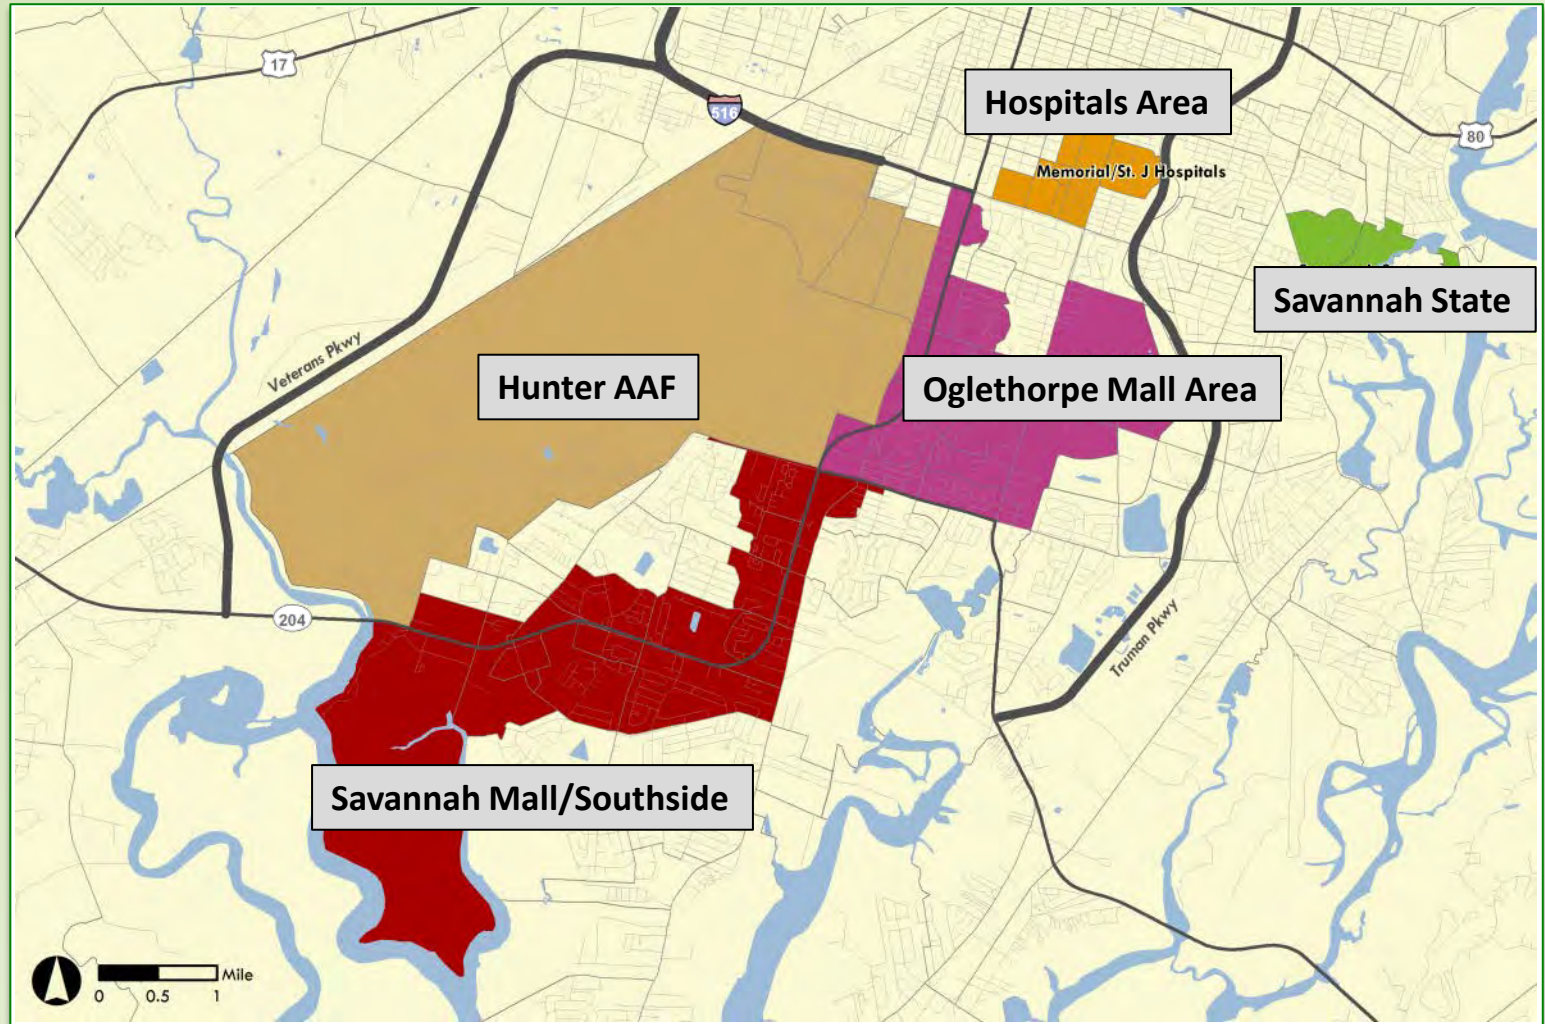 17
516
Hospitals Area
80
Memorial/St. J Hospitals
Savannah State
Veterans Pkwy
Hunter AAF
Oglethorpe Mall Area
204
Truman Pkwy
Savannah Mall/Southside
Mile
0 0.5 1